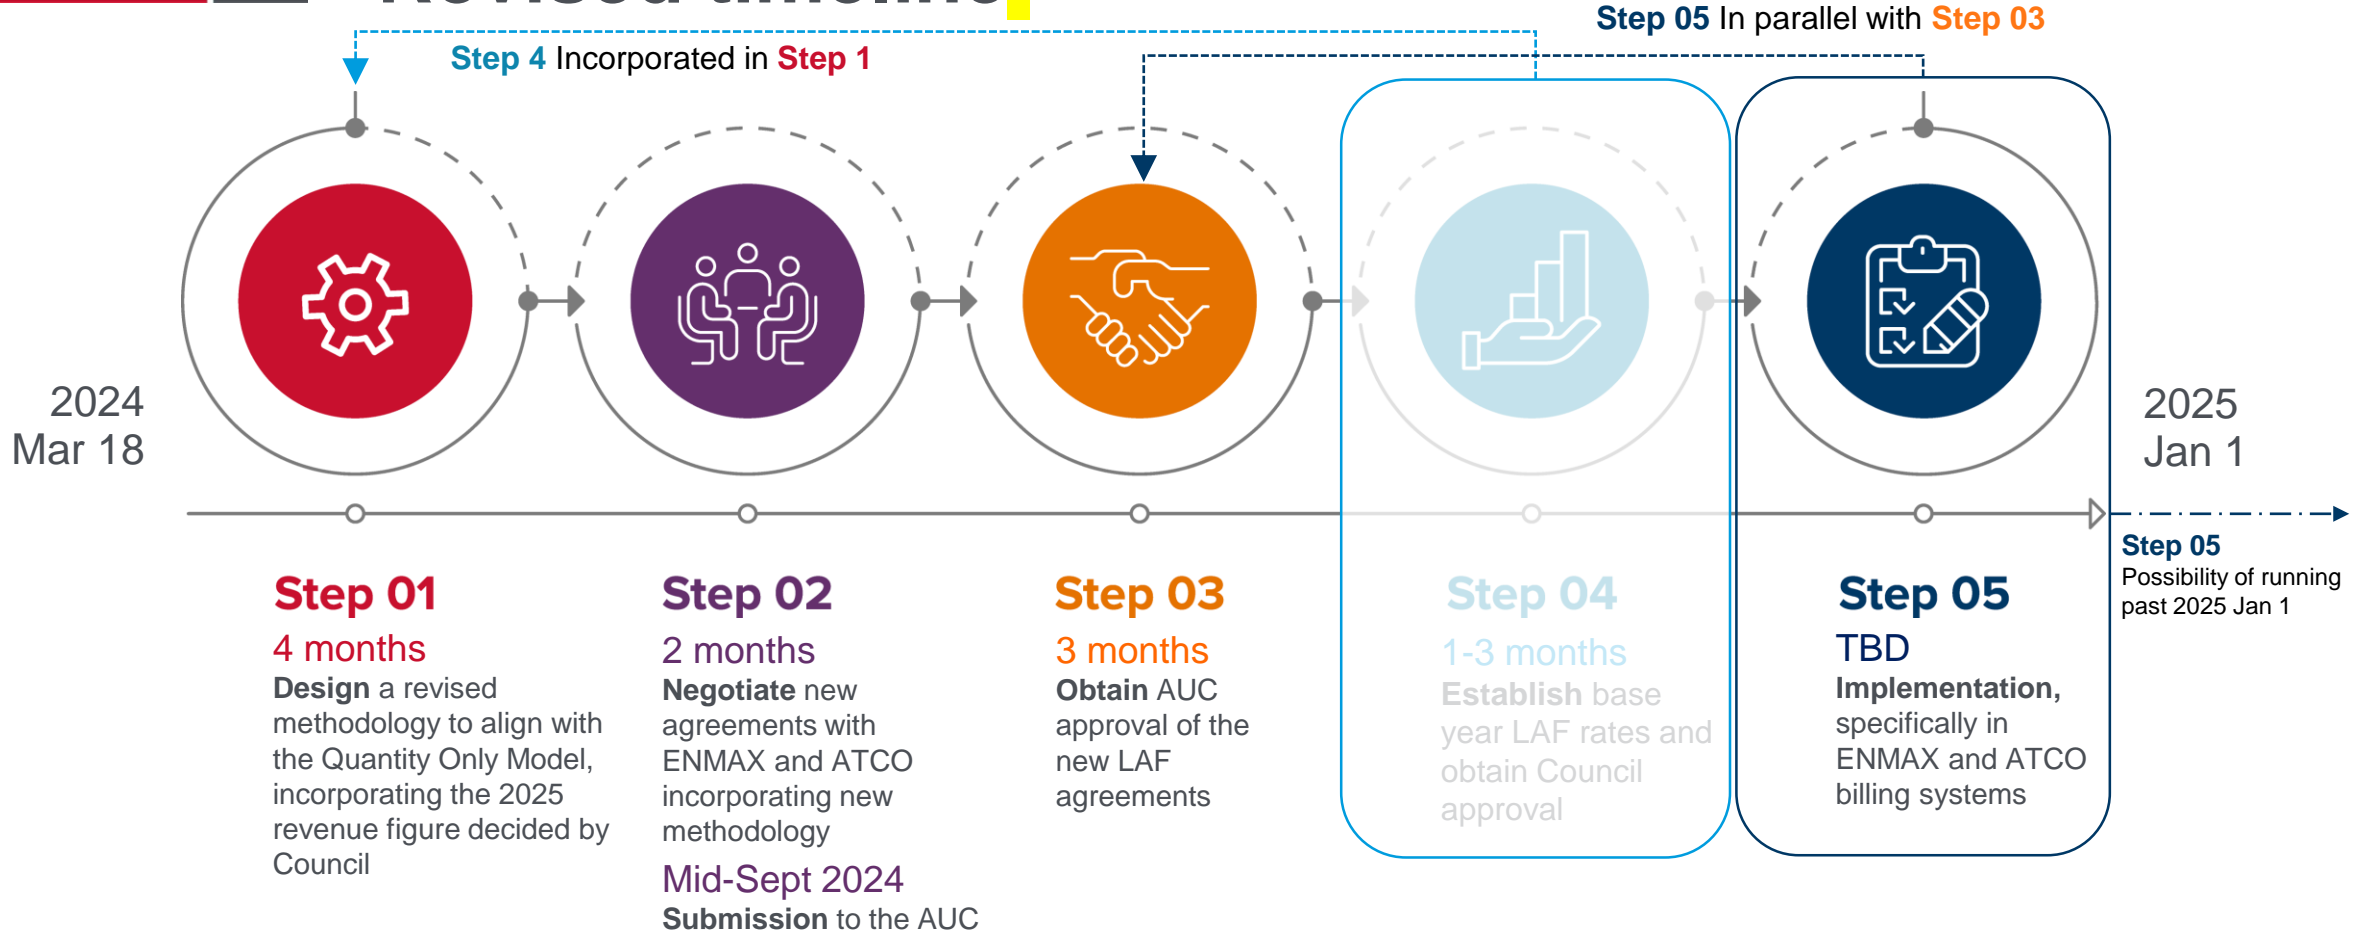 Revised timeline
Step 05 In parallel with Step 03
Step 4 Incorporated in Step 1
2024
Mar 18
2025
Jan 1
Step 05
Possibility of running
past 2025 Jan 1
Step 01
4 months
Design a revised
methodology to align with
the Quantity Only Model,
incorporating the 2025
revenue figure decided by
Council
Step 02
2 months
Negotiate new
agreements with
ENMAX and ATCO
incorporating new
methodology
Mid-Sept 2024
Submission to the AUC
Step 03
3 months
Obtain AUC
approval of the
new LAF
agreements
Step 04
1-3 months
Establish base
year LAF rates and
obtain Council
approval
Step 05
TBD
Implementation,
specifically in
ENMAX and ATCO
billing systems